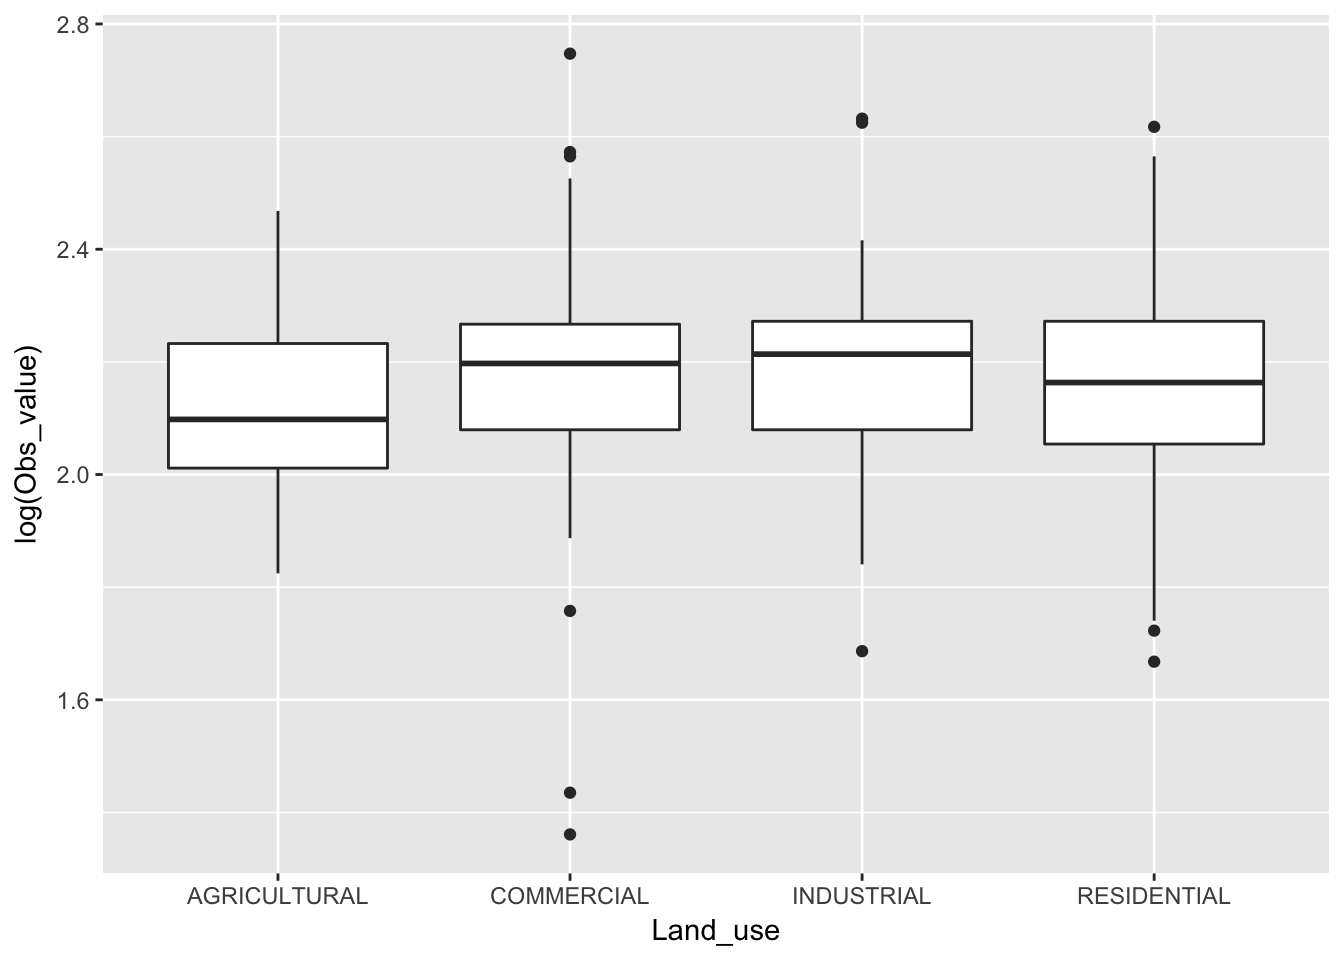 2.8
2.4
2.0
1.6
log(Obs_value)
AGRICULTURAL COMMERCIAL INDUSTRIAL RESIDENTIAL
Land_use